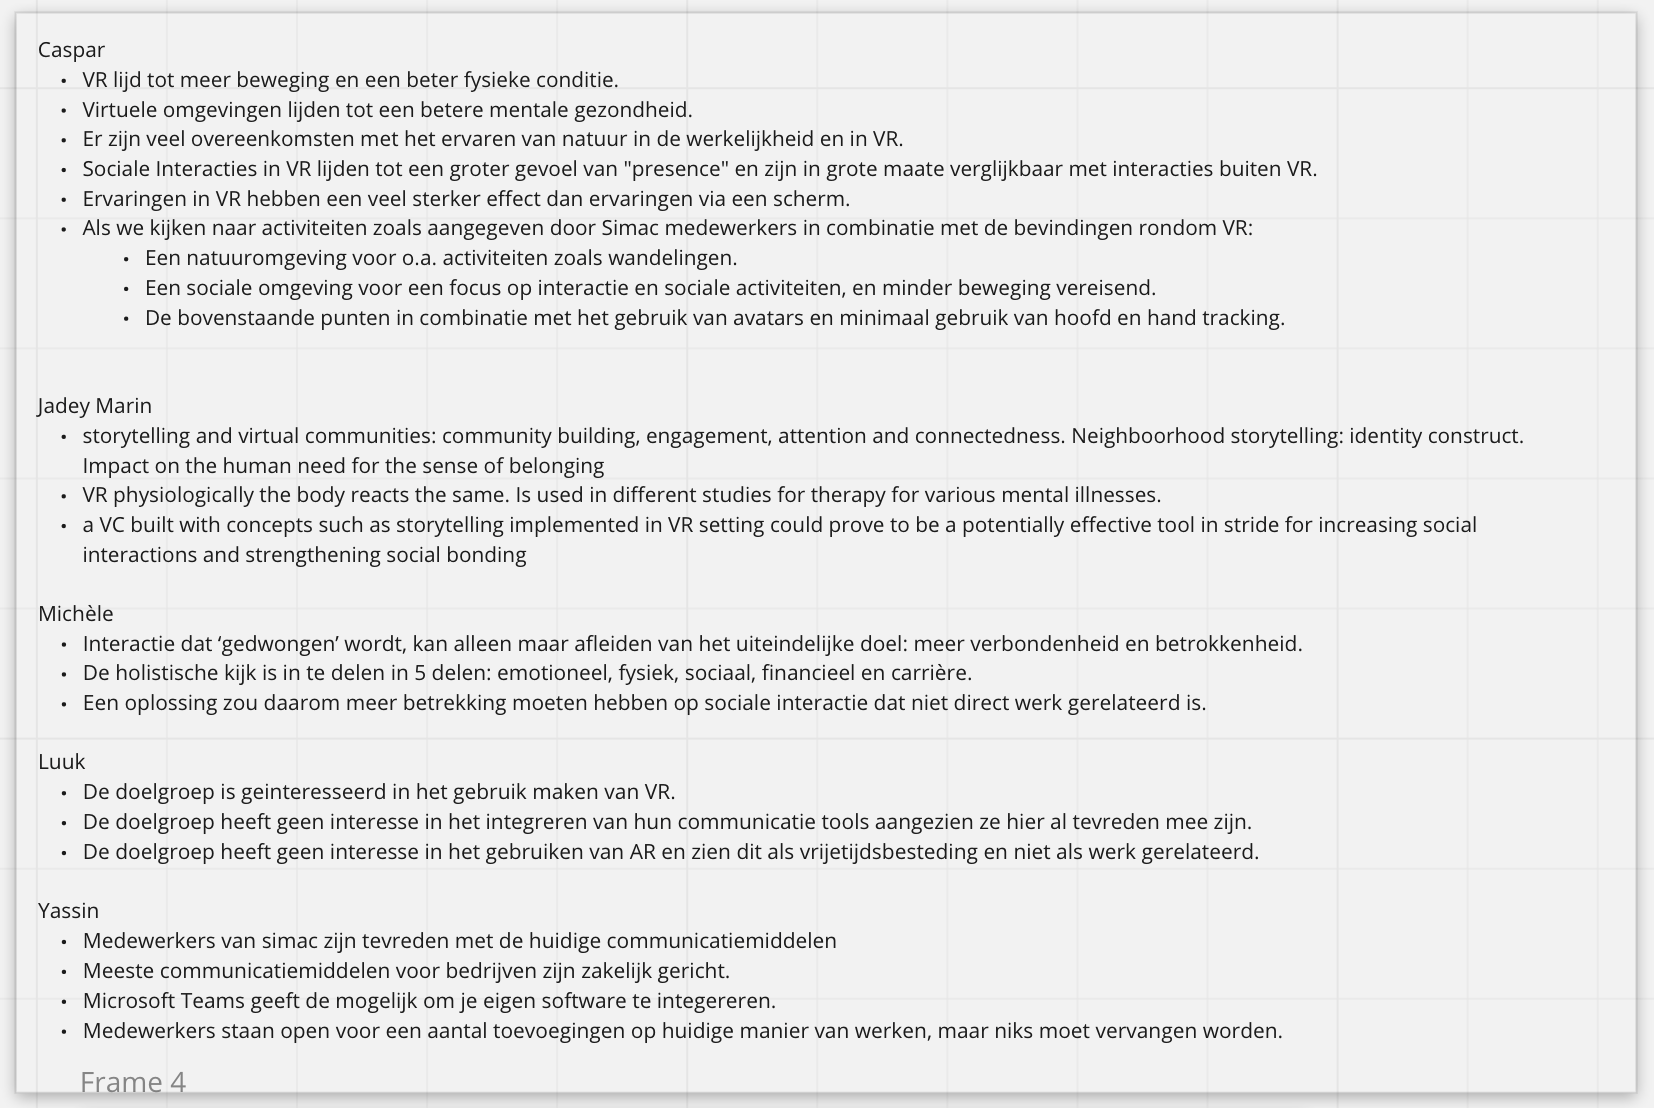 Caspar
• VR lijd tot meer beweging en een beter fysieke conditie.
• Virtuele omgevingen lijden tot een betere mentale gezondheid.
• Er zijn veel overeenkomsten met het ervaren van natuur in de werkelijkheid en in VR.
• Sociale Interacties in VR lijden tot een groter gevoel van "presence" en zijn in grote maate verglijkbaar met interacties buiten VR.
• Ervaringen in VR hebben een veel sterker effect dan ervaringen via een scherm.
• Als we kijken naar activiteiten zoals aangegeven door Simac medewerkers in combinatie met de bevindingen rondom VR:
• Een natuuromgeving voor o.a. activiteiten zoals wandelingen.
• Een sociale omgeving voor een focus op interactie en sociale activiteiten, en minder beweging vereisend.
• De bovenstaande punten in combinatie met het gebruik van avatars en minimaal gebruik van hoofd en hand tracking.
Jadey Marin
• storytelling and virtual communities: community building, engagement, attention and connectedness. Neighboorhood storytelling: identity construct.
Impact on the human need for the sense of belonging
• VR physiologically the body reacts the same. Is used in different studies for therapy for various mental illnesses.
• a VC built with concepts such as storytelling implemented in VR setting could prove to be a potentially effective tool in stride for increasing social
interactions and strengthening social bonding
Michèle
• Interactie dat ‘gedwongen’ wordt, kan alleen maar afleiden van het uiteindelijke doel: meer verbondenheid en betrokkenheid.
• De holistische kijk is in te delen in 5 delen: emotioneel, fysiek, sociaal, financieel en carrière.
• Een oplossing zou daarom meer betrekking moeten hebben op sociale interactie dat niet direct werk gerelateerd is.
Luuk
• De doelgroep is geinteresseerd in het gebruik maken van VR.
• De doelgroep heeft geen interesse in het integreren van hun communicatie tools aangezien ze hier al tevreden mee zijn.
• De doelgroep heeft geen interesse in het gebruiken van AR en zien dit als vrijetijdsbesteding en niet als werk gerelateerd.
Yassin
• Medewerkers van simac zijn tevreden met de huidige communicatiemiddelen
• Meeste communicatiemiddelen voor bedrijven zijn zakelijk gericht.
• Microsoft Teams geeft de mogelijk om je eigen software te integereren.
• Medewerkers staan open voor een aantal toevoegingen op huidige manier van werken, maar niks moet vervangen worden.
Frame 4